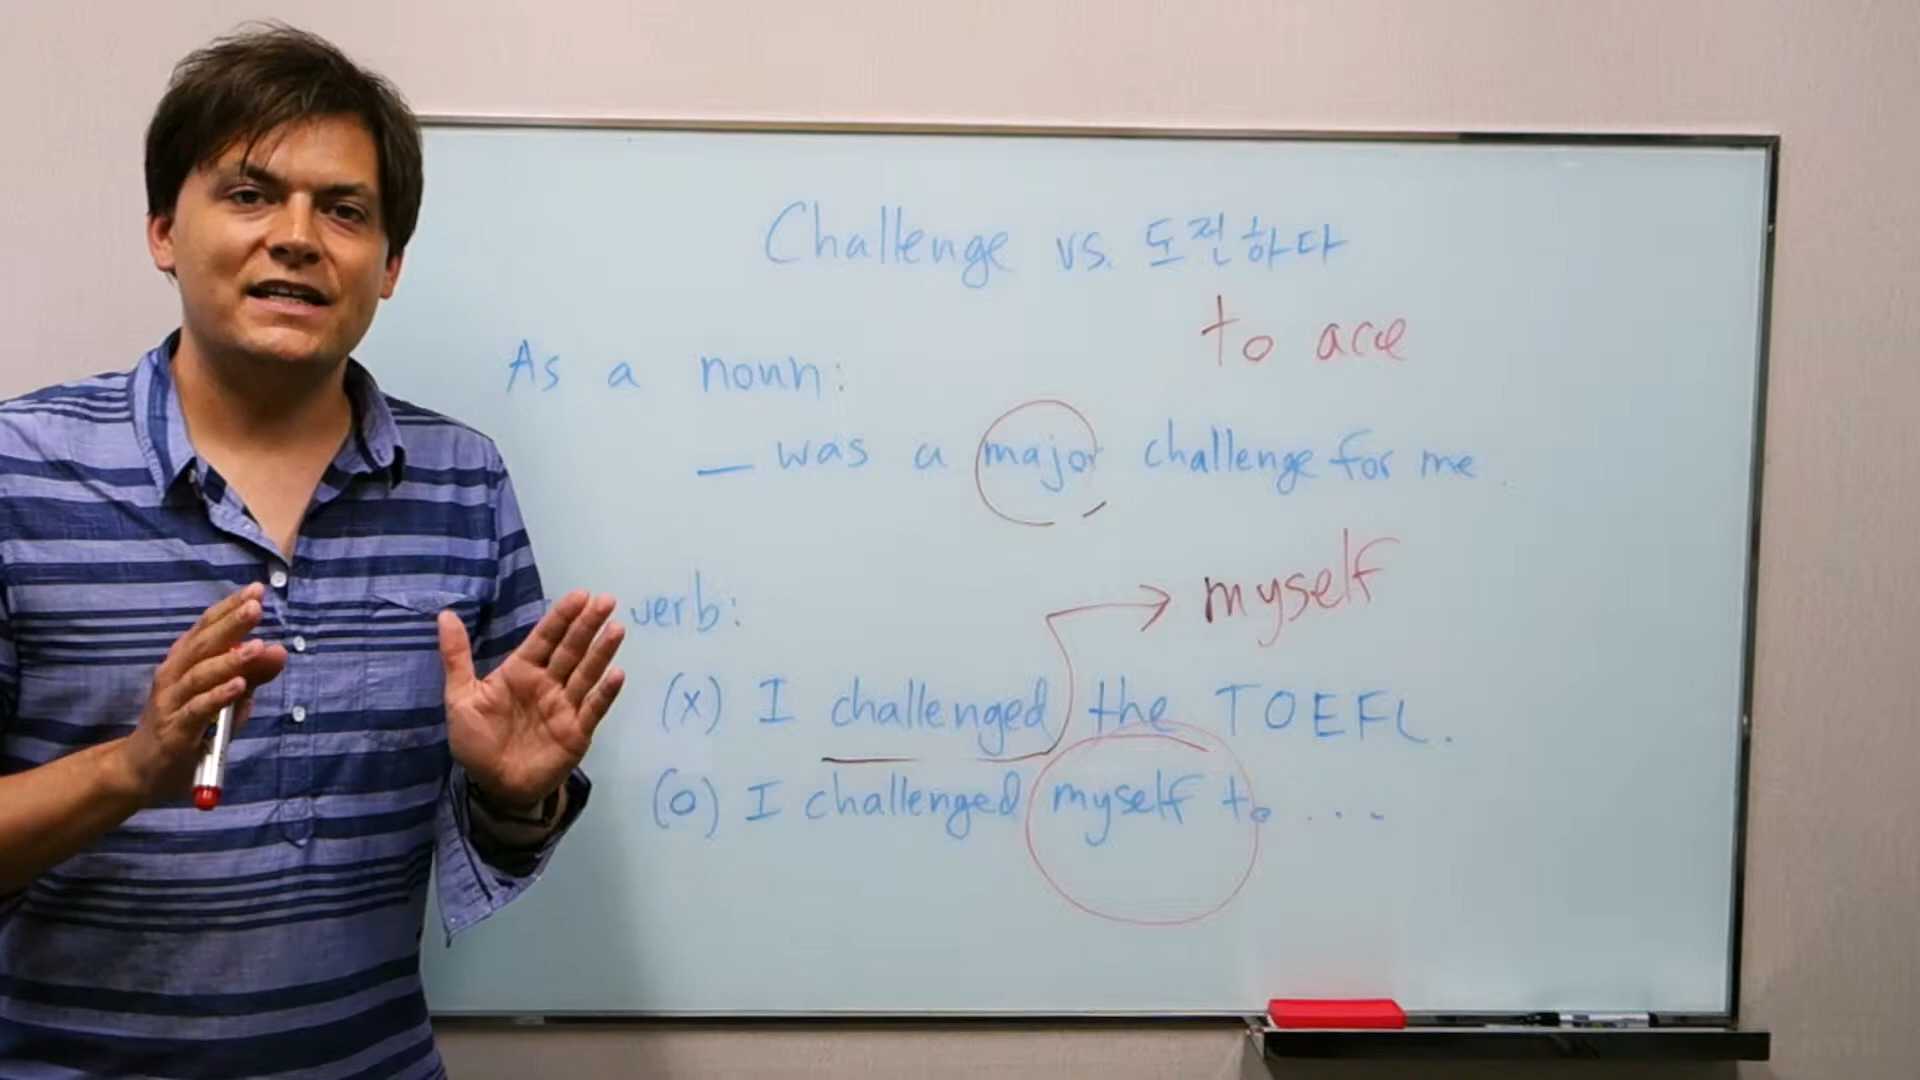 Challenge vs. 도전하다
to ace
As a noun:
_ was a major challenge for me.
myself
verb:
(x) I challenged the TOEFL.
(o) I challenged myself to ....